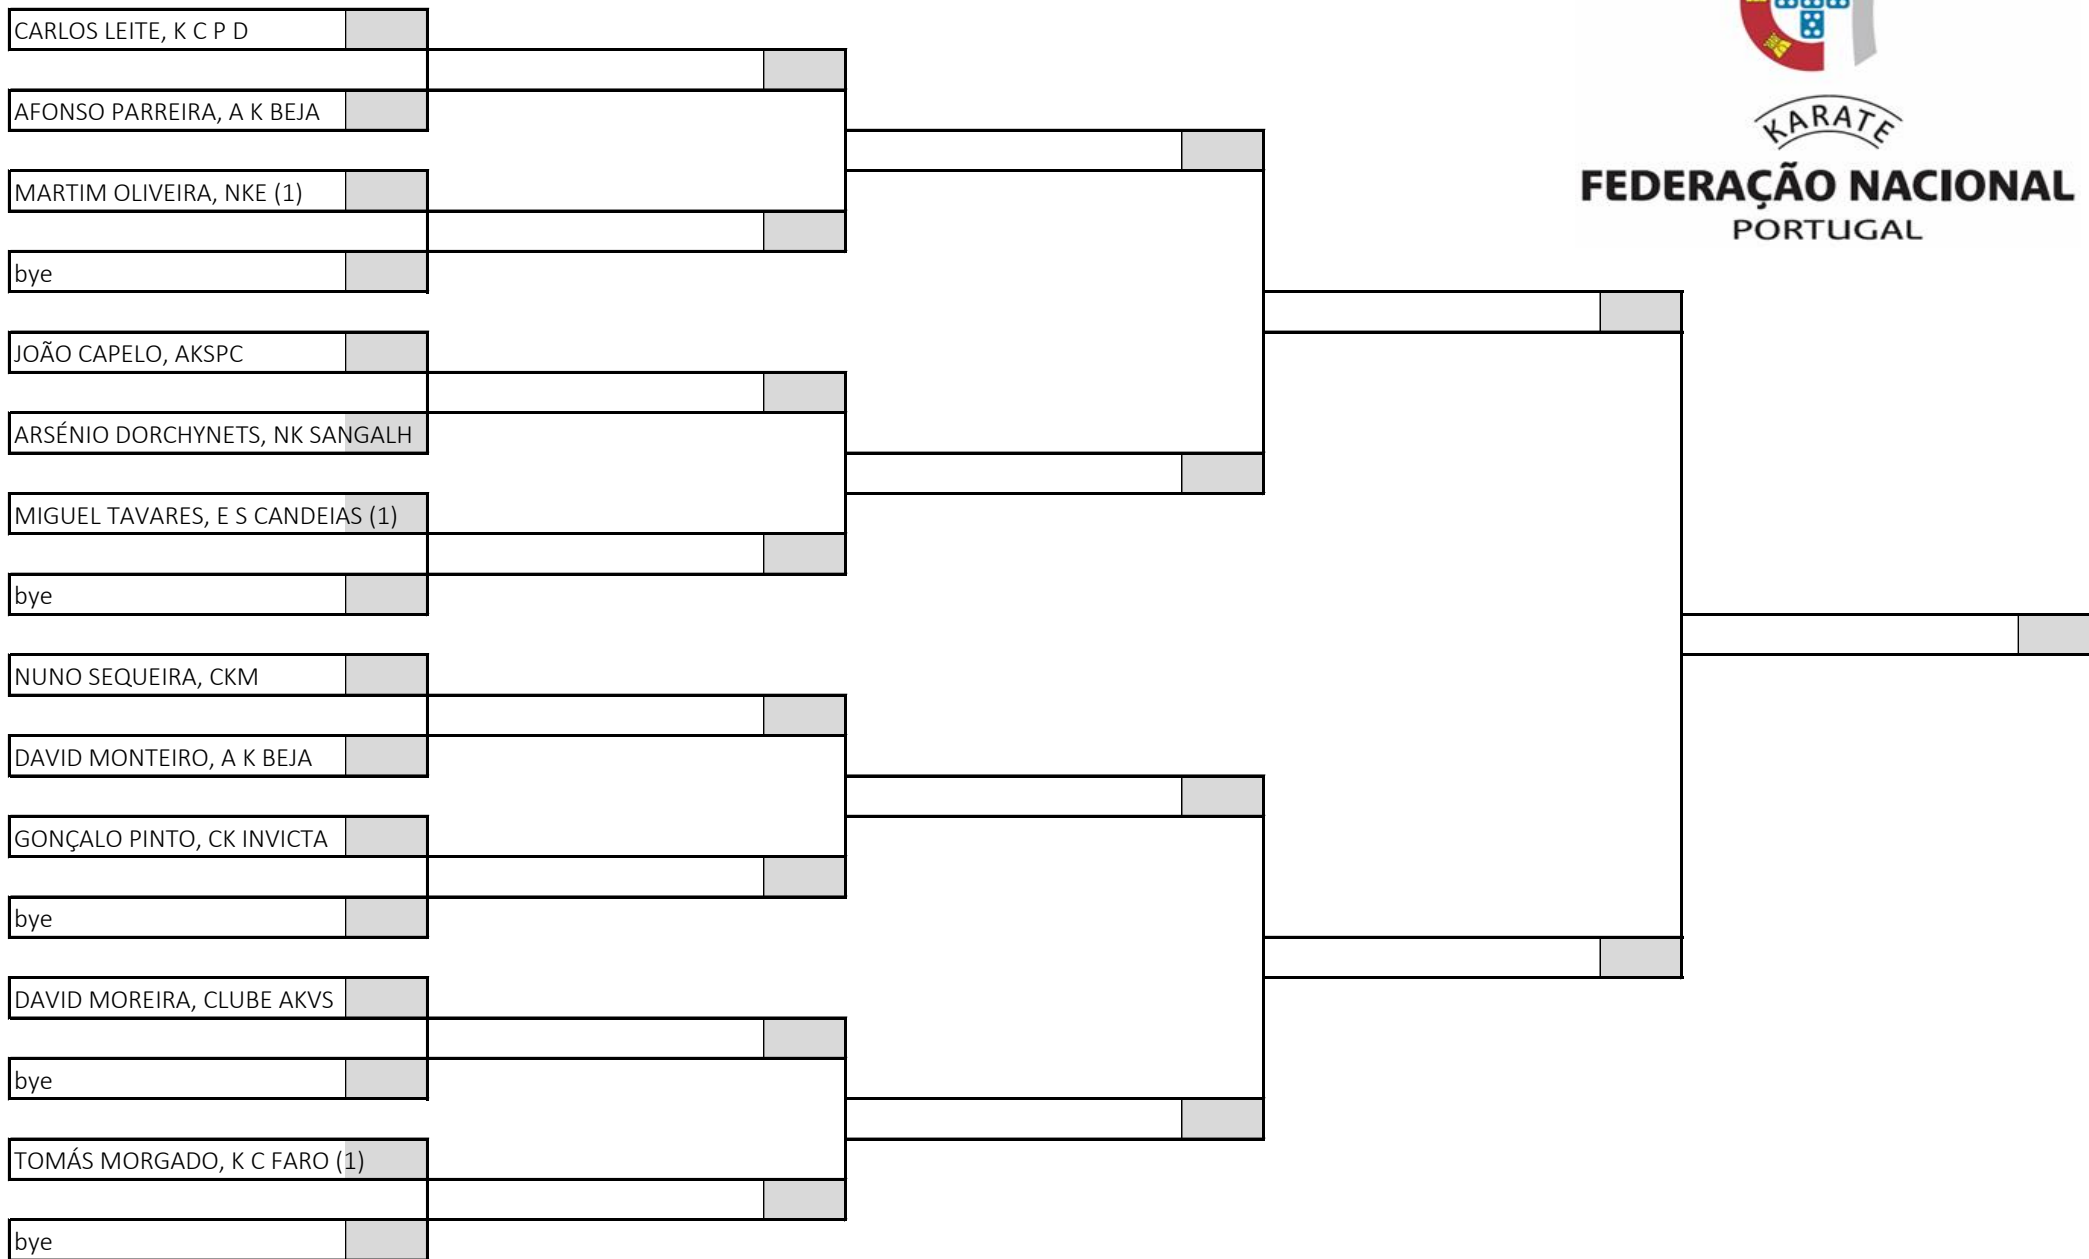 CARLOS LEITE, K C P D
AFONSO PARREIRA, A K BEJA
KARATE
MARTIM OLIVEIRA, NKE (1)
FEDERAÇÃO NACIONAL
PORTUGAL
bye
JOÃO CAPELO, AKSPC
ARSÉNIO DORCHYNETS, NK SANGALH
MIGUEL TAVARES, E S CANDEIAS (1)
bye
NUNO SEQUEIRA, CKM
DAVID MONTEIRO, A K BEJA
GONÇALO PINTO, CK INVICTA
bye
DAVID MOREIRA, CLUBE AKVS
bye
TOMÁS MORGADO, K C FARO (1)
bye